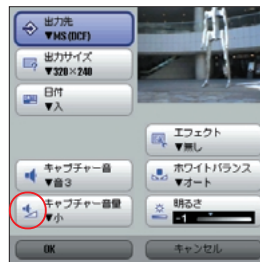 出力先
▼MS(DCF)
出力サイズ
▼320×240
日付
▼入
エフェクト
▼無し
キャプチャー音
▼音3
ホワイトバランス
▼オート
キャプチャー音量
▼小
明るさ
-1
OK
キャンセル